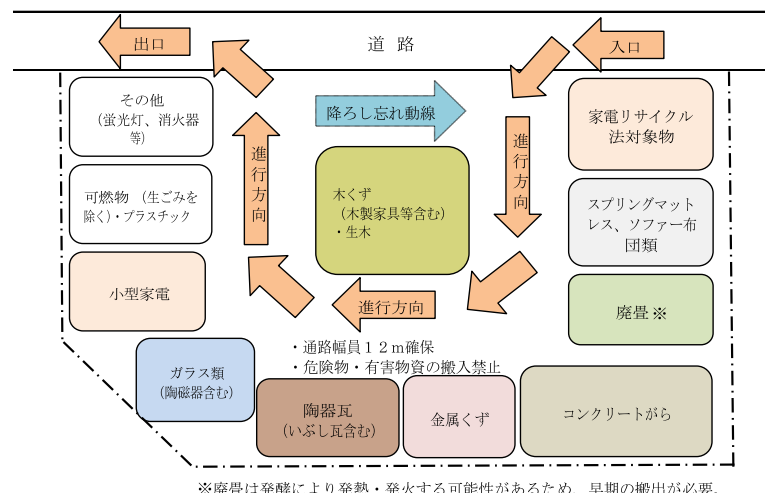 出口
道 路
入口
その他
（蛍光灯、消火器
等）
降ろし忘れ動線
家電リサイクル
法対象物
進行方向
進行方向
可燃物 （生ごみを
除く）・プラスチック
木くず
（木製家具等含む）
・生木
スプリングマット
レス、ソファー布
団類
小型家電
進行方向
廃畳※
・通路幅員１２ｍ確保
・危険物・有害物資の搬入禁止
ガラス類
（陶磁器含む）
陶器瓦
（いぶし瓦含む）
金属くず
コンクリートがら
※廃畳は発酵により発熱・発火する可能性があるため、早期の搬出が必要。